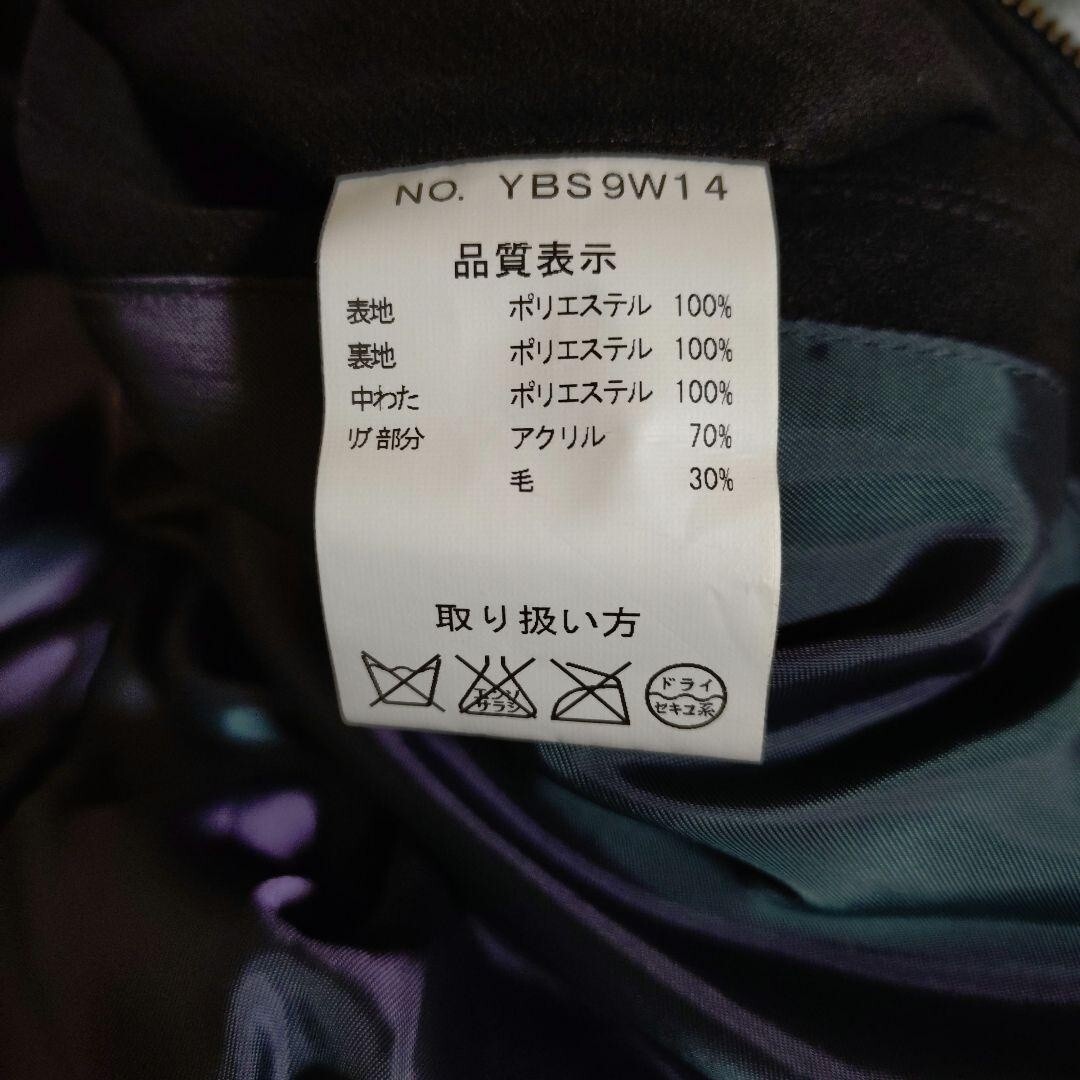 NO. YBS9W14
品質表示
表地 ポリエステル 100%
裏地 ポリエステル 100%
中わた ポリエステル 100%
リブ部分 アクリル 70%
毛 30%
取り扱い方
エンソ
サラシ
ドライ
セキユ系